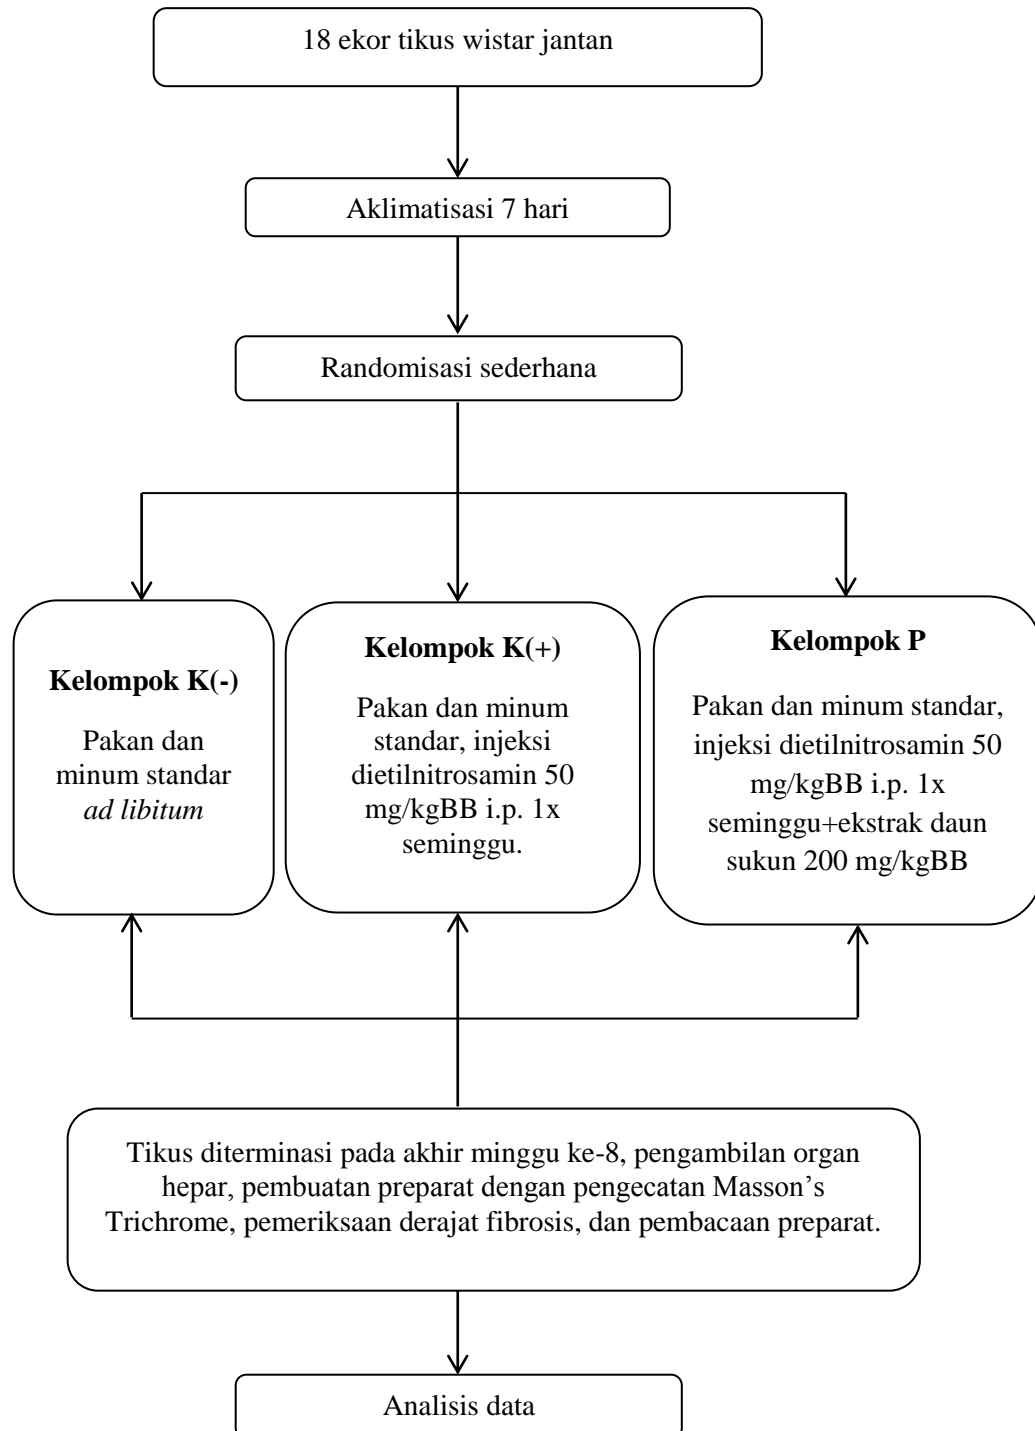 18 ekor tikus wistar jantan
Aklimatisasi 7 hari
Randomisasi sederhana
Kelompok K(-)
Pakan dan
minum standar
ad libitum
Kelompok K(+)
Pakan dan minum
standar, injeksi
dietilnitrosamin 50
mg/kgBB i.p. 1x
seminggu.
Kelompok P
Pakan dan minum standar,
injeksi dietilnitrosamin 50
mg/kgBB i.p. 1x
seminggu+ekstrak daun
sukun 200 mg/kgBB
Tikus diterminasi pada akhir minggu ke-8, pengambilan organ
hepar, pembuatan preparat dengan pengecatan Masson’s
Trichrome, pemeriksaan derajat fibrosis, dan pembacaan preparat.
Analisis data